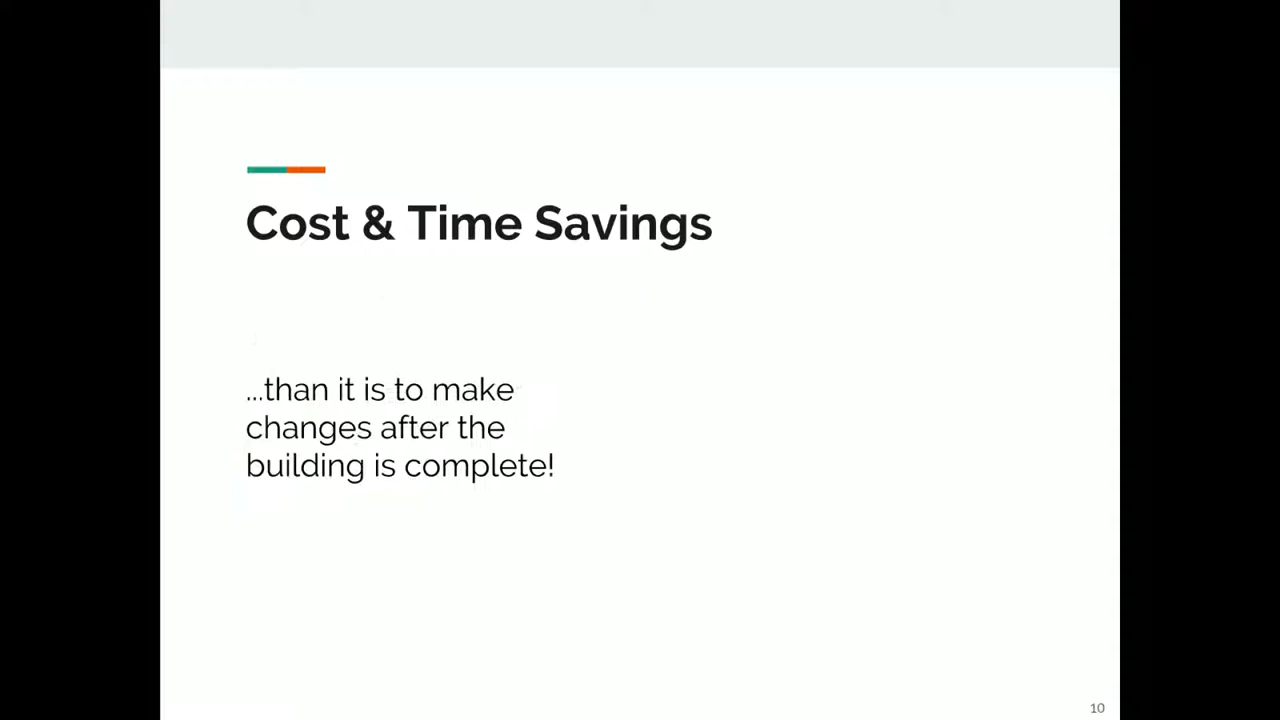 Cost & Time Savings
...than it is to make
changes after the
building is complete!
10